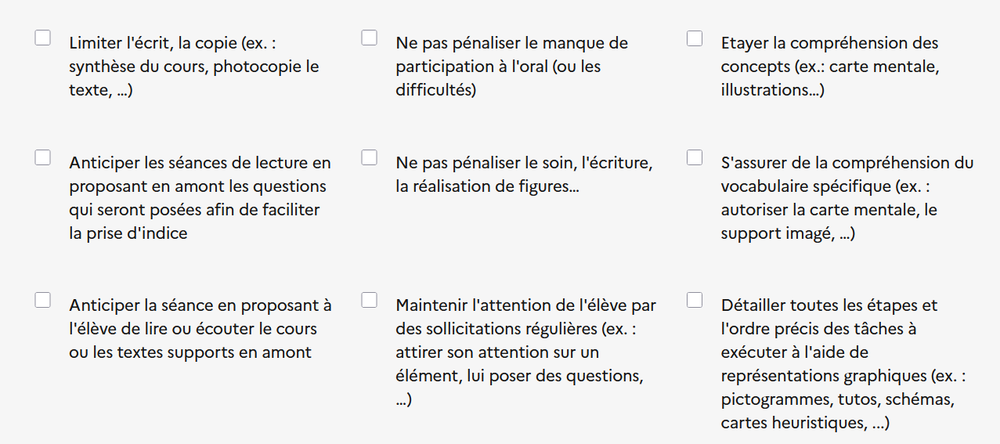 Limiter l'écrit, la copie (ex. :
synthèse du cours, photocopie le
texte, ...)
Ne pas pénaliser le manque de
participation à l'oral (ou les
difficultés)
Etayer la compréhension des
concepts (ex.: carte mentale,
illustrations...)
Anticiper les séances de lecture en
proposant en amont les questions
qui seront posées afin de faciliter
la prise d'indice
Ne pas pénaliser le soin, l'écriture,
la réalisation de figures...
S'assurer de la compréhension du
vocabulaire spécifique (ex. :
autoriser la carte mentale, le
support imagé, ...)
Anticiper la séance en proposant à
l'élève de lire ou écouter le cours
ou les textes supports en amont
Maintenir l'attention de l'élève par
des sollicitations régulières (ex. :
attirer son attention sur un
élément, lui poser des questions,
...)
Détailler toutes les étapes et
l'ordre précis des tâches à
exécuter à l'aide de
représentations graphiques (ex. :
pictogrammes, tutos, schémas,
cartes heuristiques, ...)